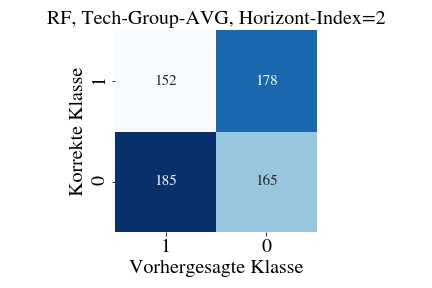 RF, Tech-Group-AVG, Horizont-Index=2
Korrekte Klasse
1
152 178
0
185 165
1 0
Vorhergesagte Klasse